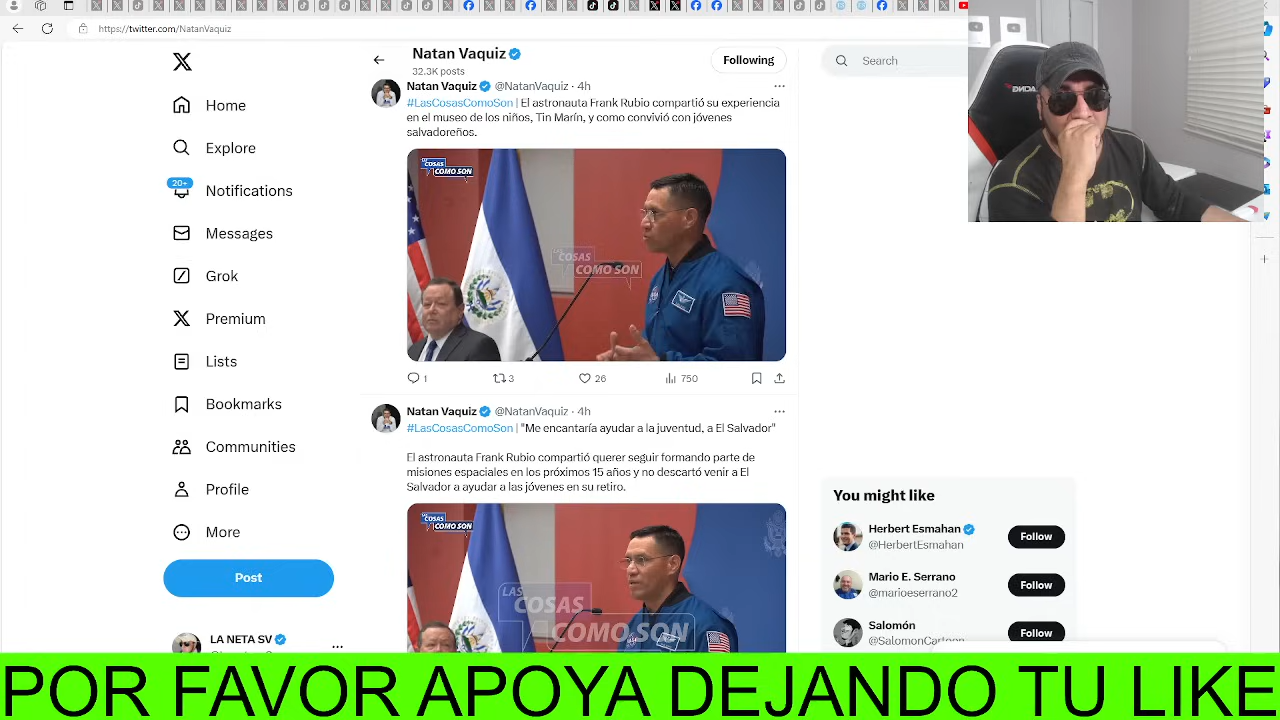 https://twitter.com/NatanVaquiz
Natan Vaquiz
32.3K posts
Following
Search
Home
Explore
20+
Notifications
Messages
Grok
Premium
Lists
Bookmarks
Communities
Profile
More
Post
LA NETA SV
Natan Vaquiz @NatanVaquiz · 4h
#LasCosasComoSon | El astronauta Frank Rubio compartió su experiencia
en el museo de los niños, Tin Marín, y como convivió con jóvenes
salvadoreños.
LAS COSAS
COMO SON
COSAS
COMO SON
1 3 26 750
Natan Vaquiz @NatanVaquiz · 4h
#LasCosasComoSon | "Me encantaría ayudar a la juventud, a El Salvador"
El astronauta Frank Rubio compartió querer seguir formando parte de
misiones espaciales en los próximos 15 años y no descartó venir a El
Salvador a ayudar a las jóvenes en su retiro.
COSAS
COMO SON
LAS
COSAS
COMO SON
You might like
Herbert Esmahan
@HerbertEsmahan
Follow
Mario E. Serrano
@marioeserrano2
Follow
Salomón
@SalomonCartoon
Follow
POR FAVOR APOYA DEJANDO TU LIKE